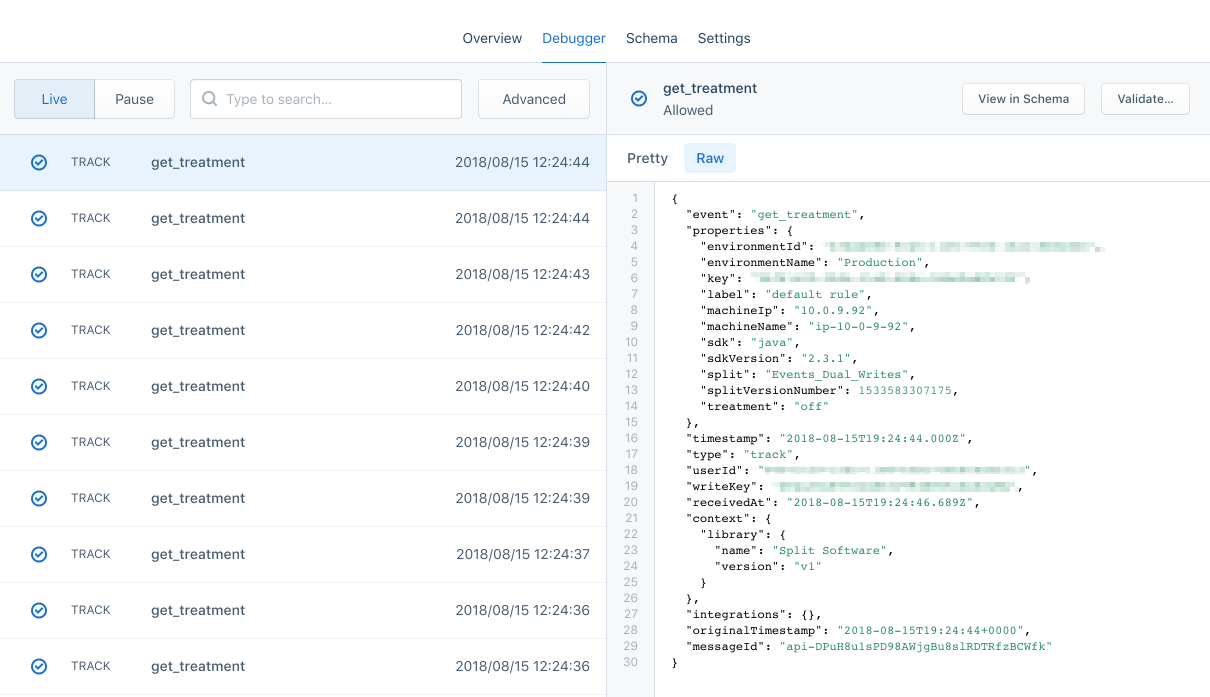 Overview Debugger Schema Settings
Live Pause Type to search... Advanced
TRACK get_treatment 2018/08/15 12:24:44
TRACK get_treatment 2018/08/15 12:24:44
TRACK get_treatment 2018/08/15 12:24:43
TRACK get_treatment 2018/08/15 12:24:42
TRACK get_treatment 2018/08/15 12:24:40
TRACK get_treatment 2018/08/15 12:24:39
TRACK get_treatment 2018/08/15 12:24:39
TRACK get_treatment 2018/08/15 12:24:37
TRACK get_treatment 2018/08/15 12:24:36
TRACK get_treatment 2018/08/15 12:24:36
get_treatment
Allowed
View in Schema Validate...
Pretty Raw
1 {
2 "event": "get_treatment",
3 "properties": {
4 "environmentId":
5 "environmentName": "Production",
6 "key":
7 "label": "default rule",
8 "machineIp": "10.0.9.92",
9 "machineName": "ip-10-0-9-92",
10 "sdk": "java",
11 "sdkVersion": "2.3.1",
12 "split": "Events_Dual_Writes",
13 "splitVersionNumber": 1533583307175,
14 "treatment": "off"
15 },
16 "timestamp": "2018-08-15T19:24:44.000Z",
17 "type": "track",
18 "userId": "",
19 "writeKey": ,
20 "receivedAt": "2018-08-15T19:24:46.689Z",
21 "context": {
22 "library": {
23 "name": "Split Software",
24 "version": "v1"
25 }
26 },
27 "integrations": {},
28 "originalTimestamp": "2018-08-15T19:24:44+0000",
29 "messageId": "api-DPuH8u1sPD98AWjgBu8slRDTRfzBCWfk"
30 }